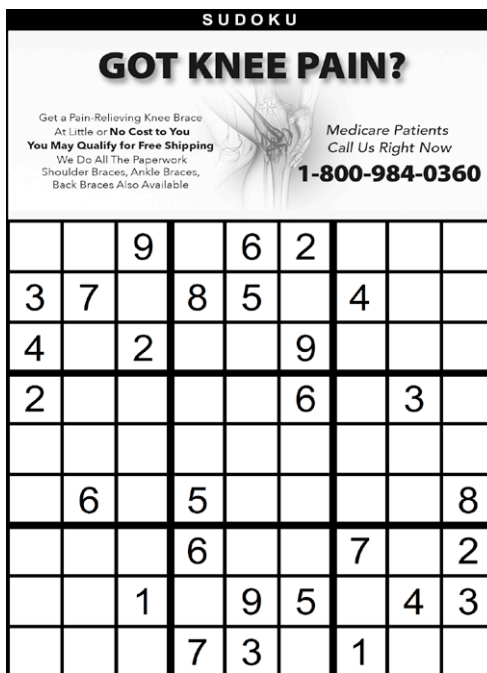 SUDOKU
GOT KNEE PAIN?
Get a Pain-Relieving Knee Brace
At Little or No Cost to You
You May Qualify for Free Shipping
We Do All The Paperwork
Shoulder Braces, Ankle Braces,
Back Braces Also Available
Medicare Patients
Call Us Right Now
1-800-984-0360
9 6 2
3 7 8 5 4
4 2 9
2 6 3
6 5 8
6 7 2
1 9 5 4 3
7 3 1